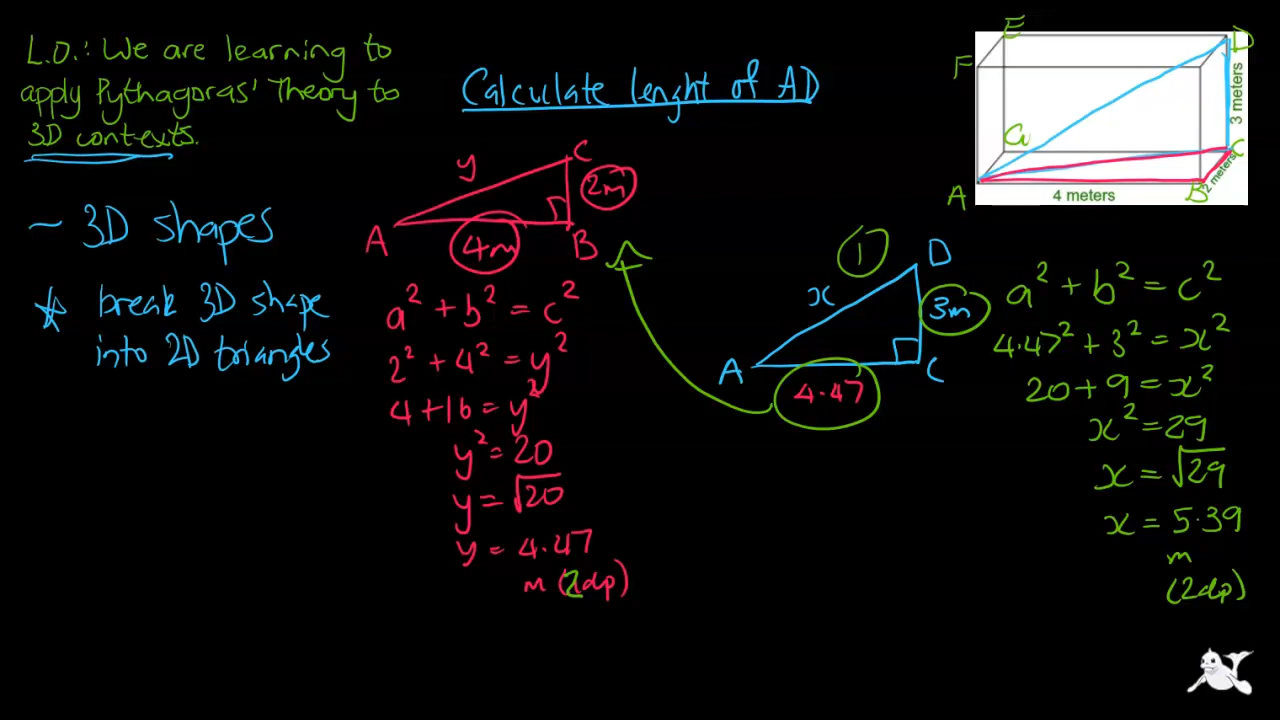 L.O.: We are learning to
apply Pythagoras' Theory to
3D contexts.
~ 3D shapes
* break 3D shape
into 2D triangles
Calculate lenght of AD
y
C
2m
A
4m
B
a² + b² = c²
2² + 4² = y²
4 + 16 = y²
y² = 20
y = √20
y = 4.47
m (2dp)
1
D
x
3m
A
4.47
C
E
D
F
3 meters
G
C
A
4 meters
B
2 meters
a² + b² = c²
4.47² + 3² = x²
20 + 9 = x²
x² = 29
x = √29
x = 5.39
m
(2dp)